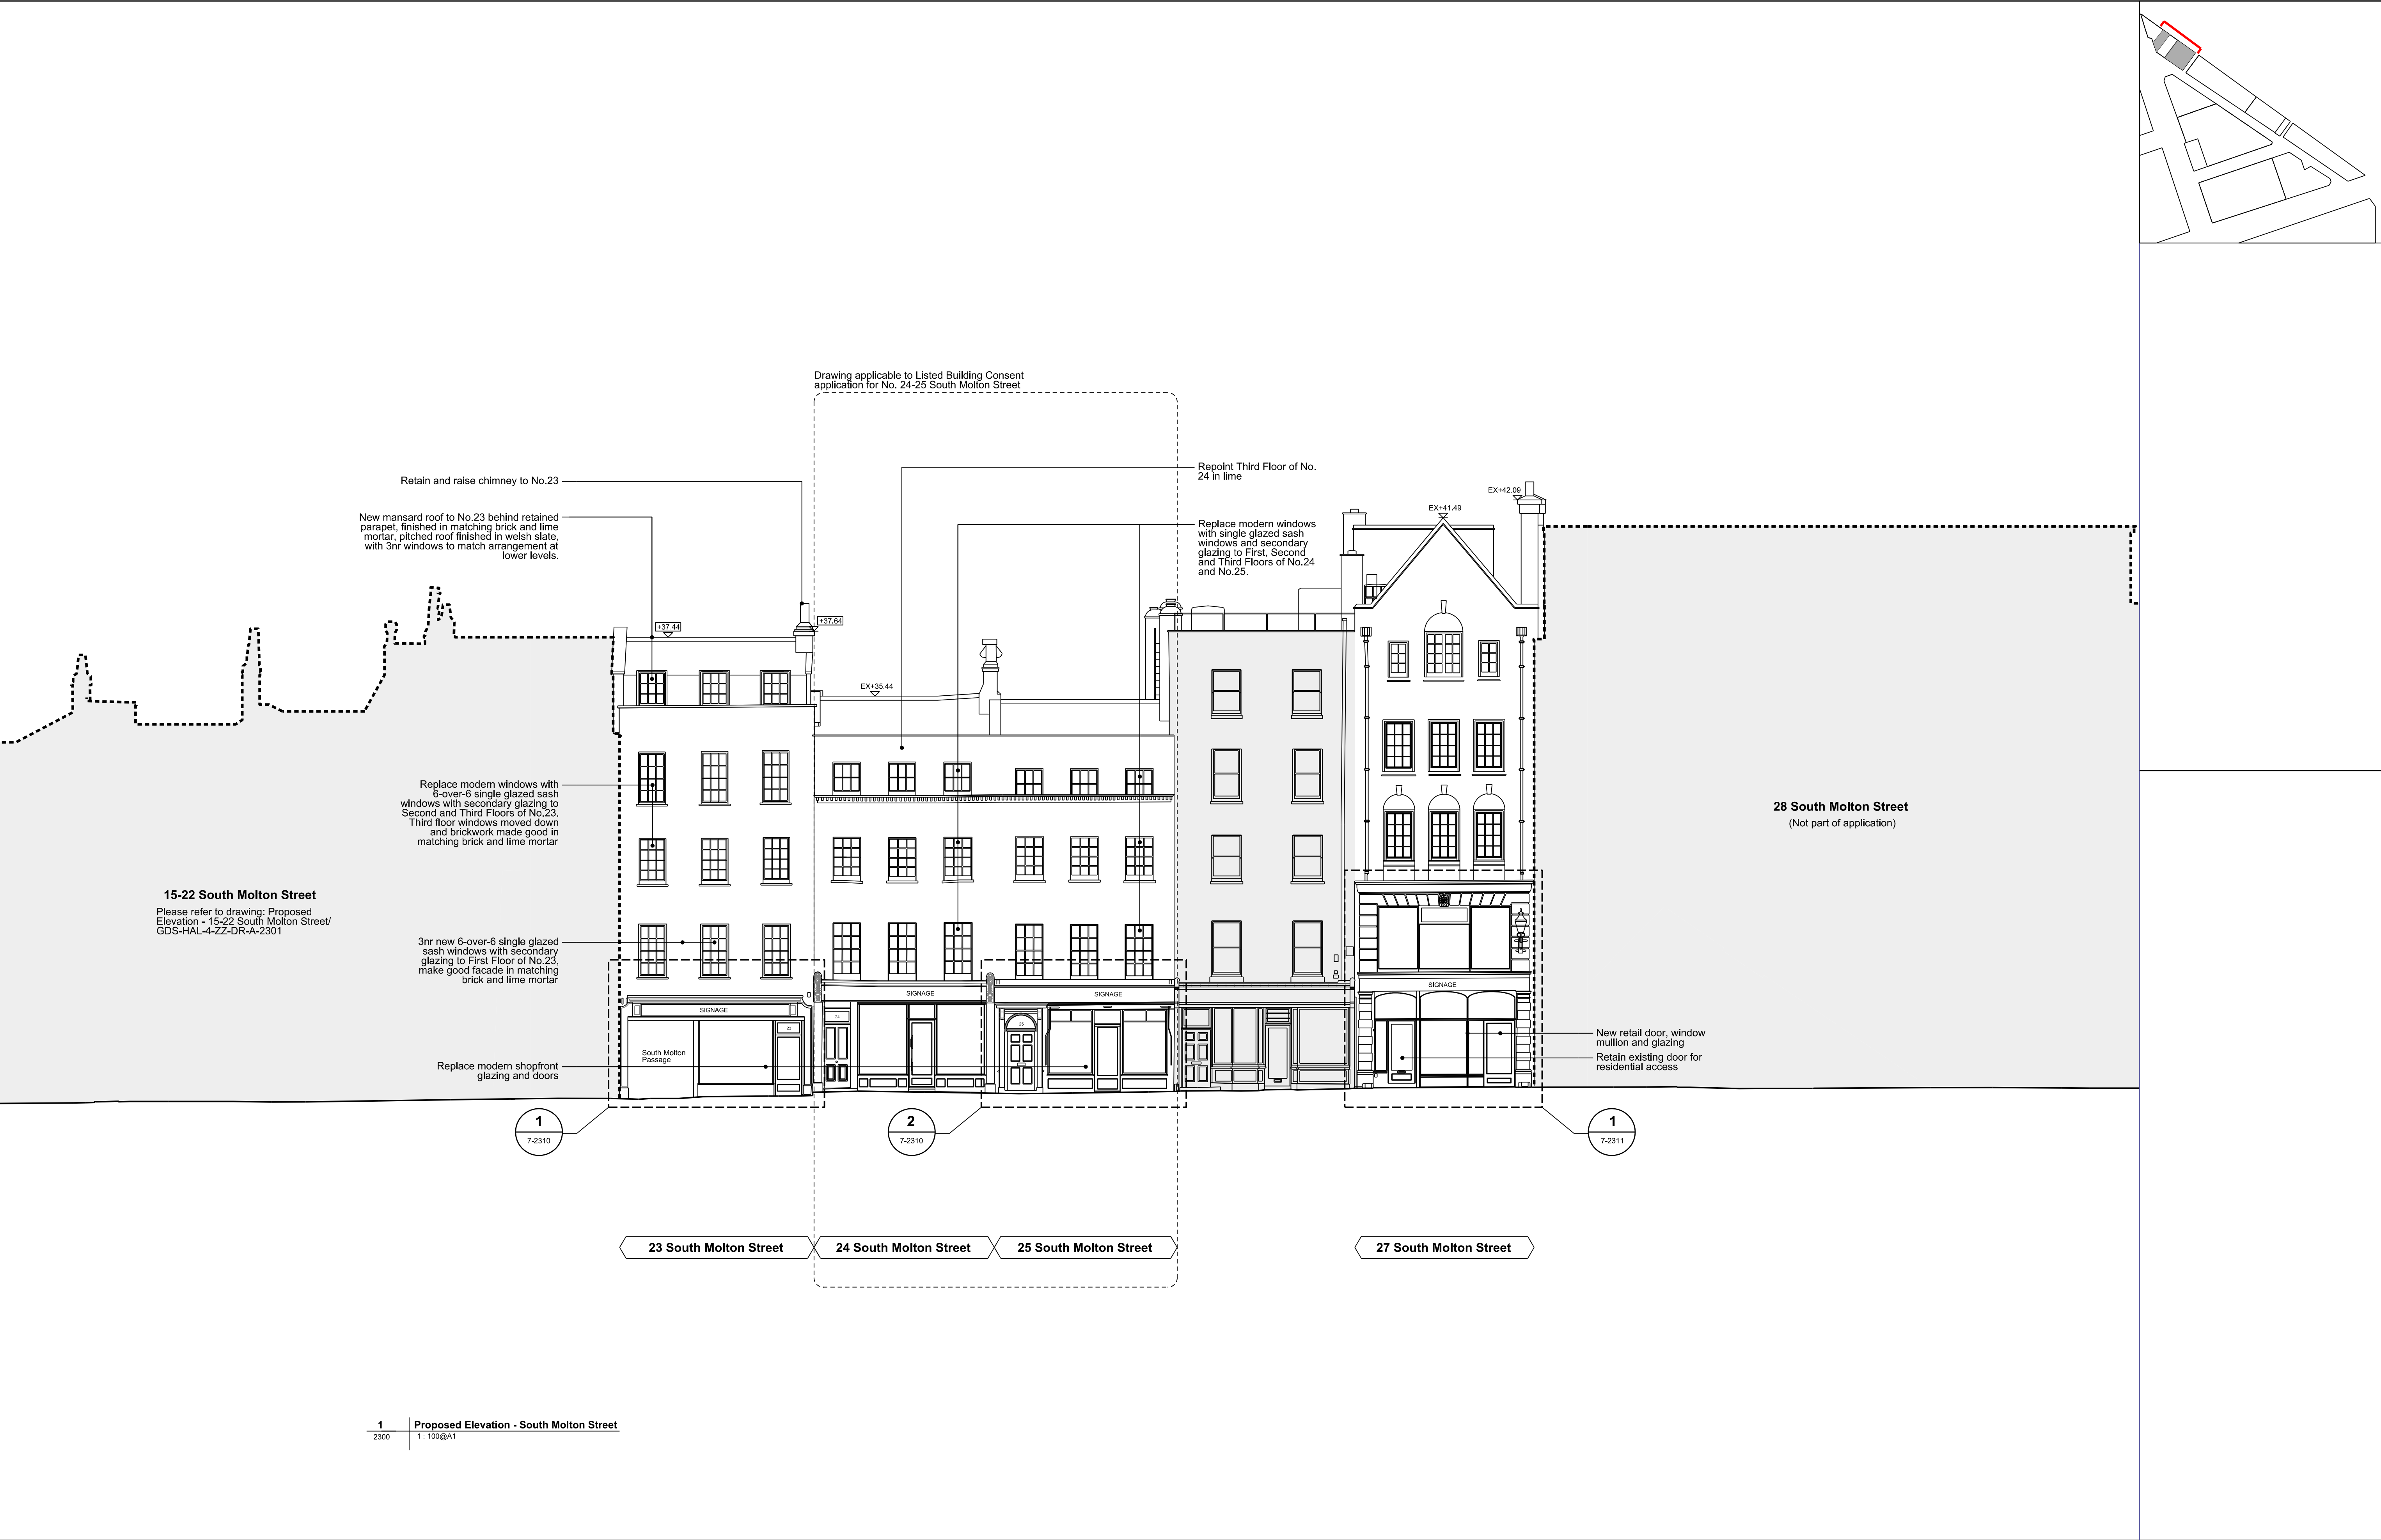 Drawing applicable to Listed Building Consent
application for No. 24-25 South Molton Street
Retain and raise chimney to No.23
New mansard roof to No.23 behind retained
parapet, finished in matching brick and lime
mortar, pitched roof finished in welsh slate,
with 3nr windows to match arrangement at
lower levels.
Repoint Third Floor of No.
24 in lime
Replace modern windows
with single glazed sash
windows and secondary
glazing to First, Second
and Third Floors of No.24
and No.25.
EX+42.09
EX+41.49
+37.44
+37.64
EX+35.44
Replace modern windows with
6-over-6 single glazed sash
windows with secondary glazing to
Second and Third Floors of No.23.
Third floor windows moved down
and brickwork made good in
matching brick and lime mortar
15-22 South Molton Street
Please refer to drawing: Proposed
Elevation - 15-22 South Molton Street/
GDS-HAL-4-ZZ-DR-A-2301
28 South Molton Street
(Not part of application)
3nr new 6-over-6 single glazed
sash windows with secondary
glazing to First Floor of No.23,
make good facade in matching
brick and lime mortar
SIGNAGE
SIGNAGE
SIGNAGE
SIGNAGE
23
24
25
South Molton
Passage
Replace modern shopfront
glazing and doors
New retail door, window
mullion and glazing
Retain existing door for
residential access
1
7-2310
2
7-2310
1
7-2311
23 South Molton Street
24 South Molton Street
25 South Molton Street
27 South Molton Street
1
2300
Proposed Elevation - South Molton Street
1 : 100@A1